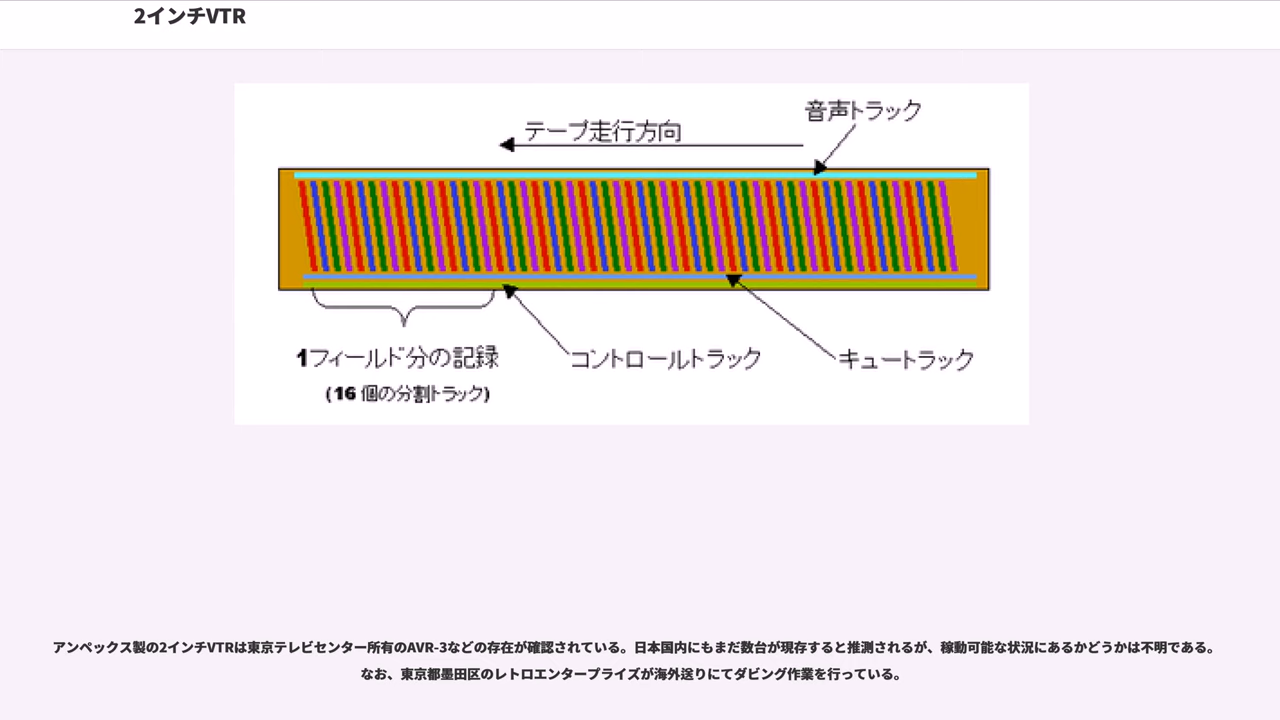 2インチVTR
音声トラック
テープ走行方向
1フィールド分の記録
(16 個の分割トラック)
コントロールトラック
キュートラック
アンペックス製の2インチVTRは東京テレビセンター所有のAVR-3などの存在が確認されている。日本国内にもまだ数台が現存すると推測されるが、稼動可能な状況にあるかどうかは不明である。
なお、東京都墨田区のレトロエンタープライズが海外送りにてダビング作業を行っている。